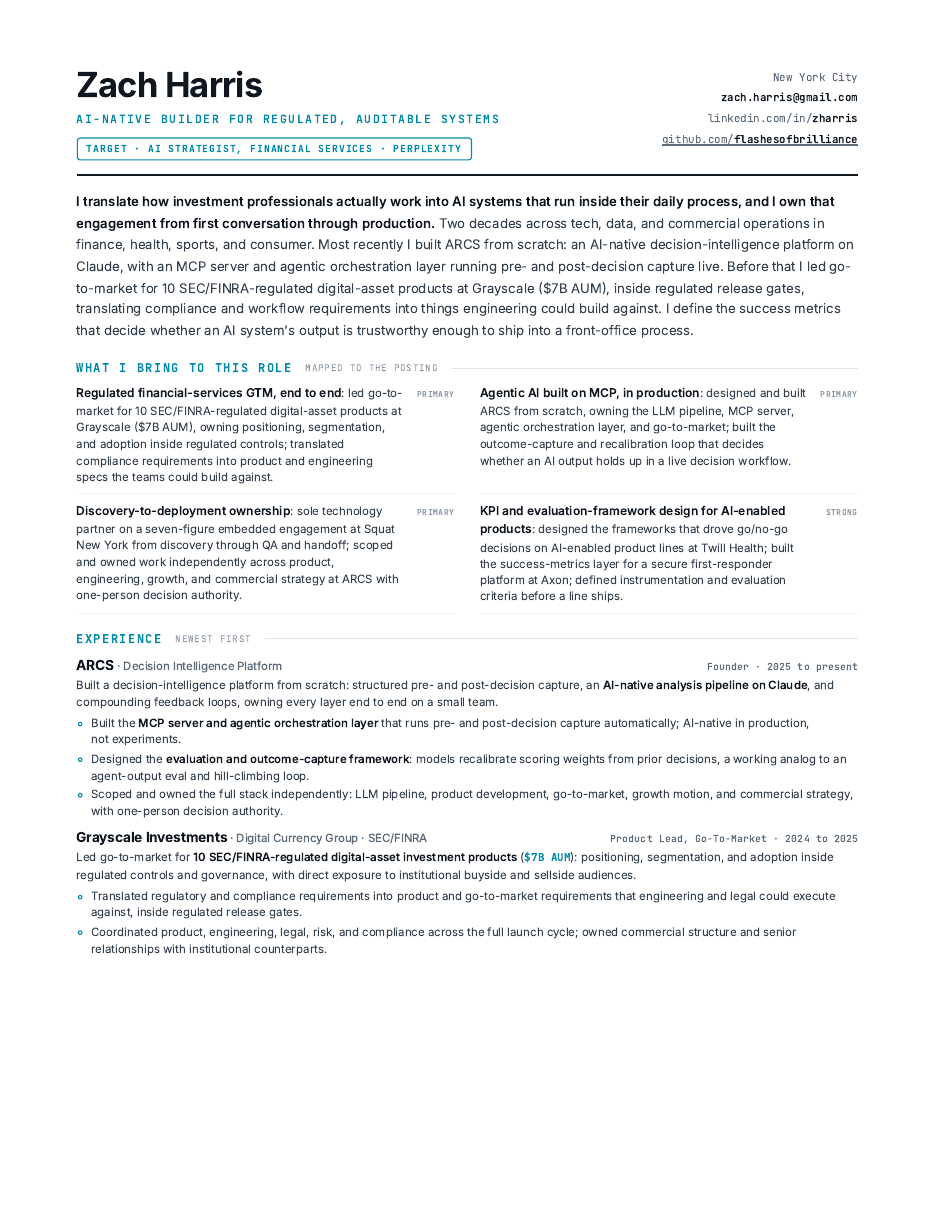 Zach Harris
AI-NATIVE BUILDER FOR REGULATED, AUDITABLE SYSTEMS
TARGET · AI STRATEGIST, FINANCIAL SERVICES · PERPLEXITY
New York City
zach.harris@gmail.com
linkedin.com/in/zharris
github.com/flashesofbrilliance
I translate how investment professionals actually work into AI systems that run inside their daily process, and I own that
engagement from first conversation through production. Two decades across tech, data, and commercial operations in
finance, health, sports, and consumer. Most recently I built ARCS from scratch: an AI-native decision-intelligence platform on
Claude, with an MCP server and agentic orchestration layer running pre- and post-decision capture live. Before that I led go-
to-market for 10 SEC/FINRA-regulated digital-asset products at Grayscale ($7B AUM), inside regulated release gates,
translating compliance and workflow requirements into things engineering could build against. I define the success metrics
that decide whether an AI system's output is trustworthy enough to ship into a front-office process.
WHAT I BRING TO THIS ROLE MAPPED TO THE POSTING
Regulated financial-services GTM, end to end: led go-to- PRIMARY
market for 10 SEC/FINRA-regulated digital-asset products at
Grayscale ($7B AUM), owning positioning, segmentation,
and adoption inside regulated controls; translated
compliance requirements into product and engineering
specs the teams could build against.
Agentic AI built on MCP, in production: designed and built PRIMARY
ARCS from scratch, owning the LLM pipeline, MCP server,
agentic orchestration layer, and go-to-market; built the
outcome-capture and recalibration loop that decides
whether an AI output holds up in a live decision workflow.
Discovery-to-deployment ownership: sole technology PRIMARY
partner on a seven-figure embedded engagement at Squat
New York from discovery through QA and handoff; scoped
and owned work independently across product,
engineering, growth, and commercial strategy at ARCS with
one-person decision authority.
KPI and evaluation-framework design for AI-enabled STRONG
products: designed the frameworks that drove go/no-go
decisions on AI-enabled product lines at Twill Health; built
the success-metrics layer for a secure first-responder
platform at Axon; defined instrumentation and evaluation
criteria before a line ships.
EXPERIENCE NEWEST FIRST
ARCS · Decision Intelligence Platform Founder · 2025 to present
Built a decision-intelligence platform from scratch: structured pre- and post-decision capture, an AI-native analysis pipeline on Claude, and
compounding feedback loops, owning every layer end to end on a small team.
Built the MCP server and agentic orchestration layer that runs pre- and post-decision capture automatically; AI-native in production,
not experiments.
Designed the evaluation and outcome-capture framework: models recalibrate scoring weights from prior decisions, a working analog to an
agent-output eval and hill-climbing loop.
Scoped and owned the full stack independently: LLM pipeline, product development, go-to-market, growth motion, and commercial strategy,
with one-person decision authority.
Grayscale Investments · Digital Currency Group · SEC/FINRA Product Lead, Go-To-Market · 2024 to 2025
Led go-to-market for 10 SEC/FINRA-regulated digital-asset investment products ($7B AUM): positioning, segmentation, and adoption inside
regulated controls and governance, with direct exposure to institutional buyside and sellside audiences.
Translated regulatory and compliance requirements into product and go-to-market requirements that engineering and legal could execute
against, inside regulated release gates.
Coordinated product, engineering, legal, risk, and compliance across the full launch cycle; owned commercial structure and senior
relationships with institutional counterparts.